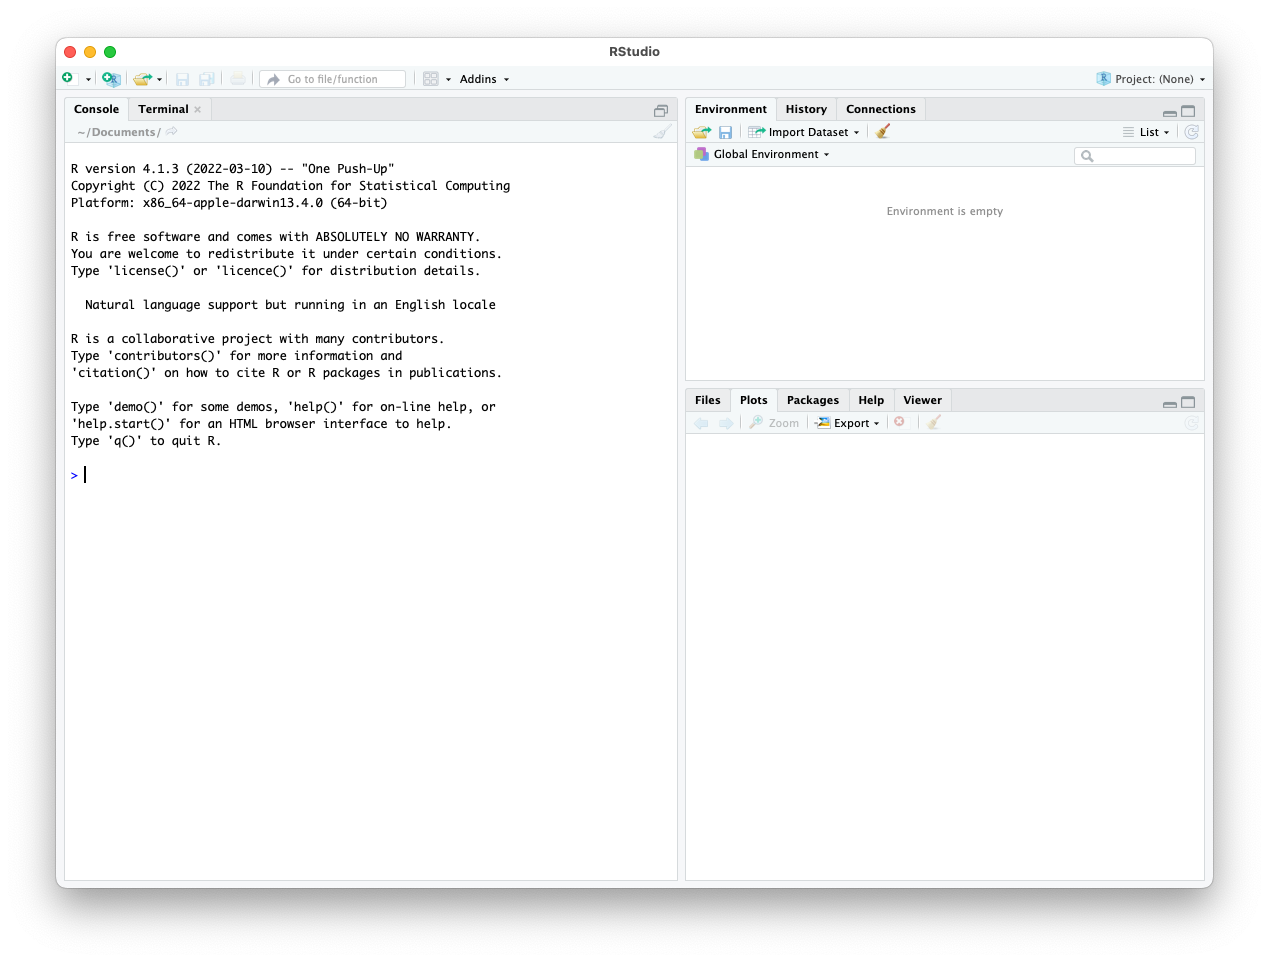 RStudio
Go to file/function Addins Project: (None)
Console Terminal
~/Documents/
R version 4.1.3 (2022-03-10) -- "One Push-Up"
Copyright (C) 2022 The R Foundation for Statistical Computing
Platform: x86_64-apple-darwin13.4.0 (64-bit)
R is free software and comes with ABSOLUTELY NO WARRANTY.
You are welcome to redistribute it under certain conditions.
Type 'license()' or 'licence()' for distribution details.
Natural language support but running in an English locale
R is a collaborative project with many contributors.
Type 'contributors()' for more information and
'citation()' on how to cite R or R packages in publications.
Type 'demo()' for some demos, 'help()' for on-line help, or
'help.start()' for an HTML browser interface to help.
Type 'q()' to quit R.
>
Environment History Connections
Import Dataset List
Global Environment
Environment is empty
Files Plots Packages Help Viewer
Zoom Export